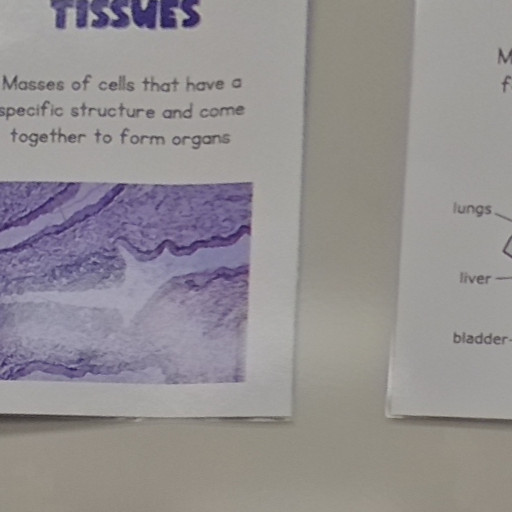 TISSUES
Masses of cells that have a
specific structure and come
together to form organs
lungs
liver
bladder